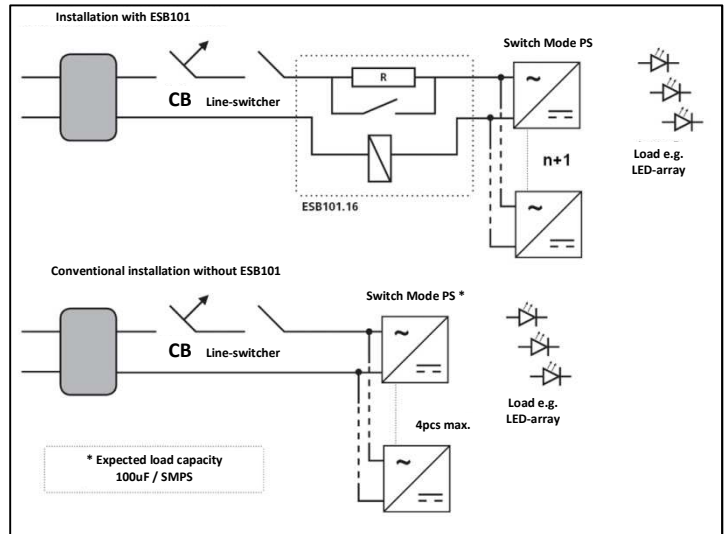 Installation with ESB101
Switch Mode PS
R
CB Line-switcher
~
n+1
Load e.g.
LED-array
ESB101.16
~
Conventional installation without ESB101
Switch Mode PS *
CB Line-switcher
~
Load e.g.
LED-array
4pcs max.
* Expected load capacity
100uF / SMPS
~